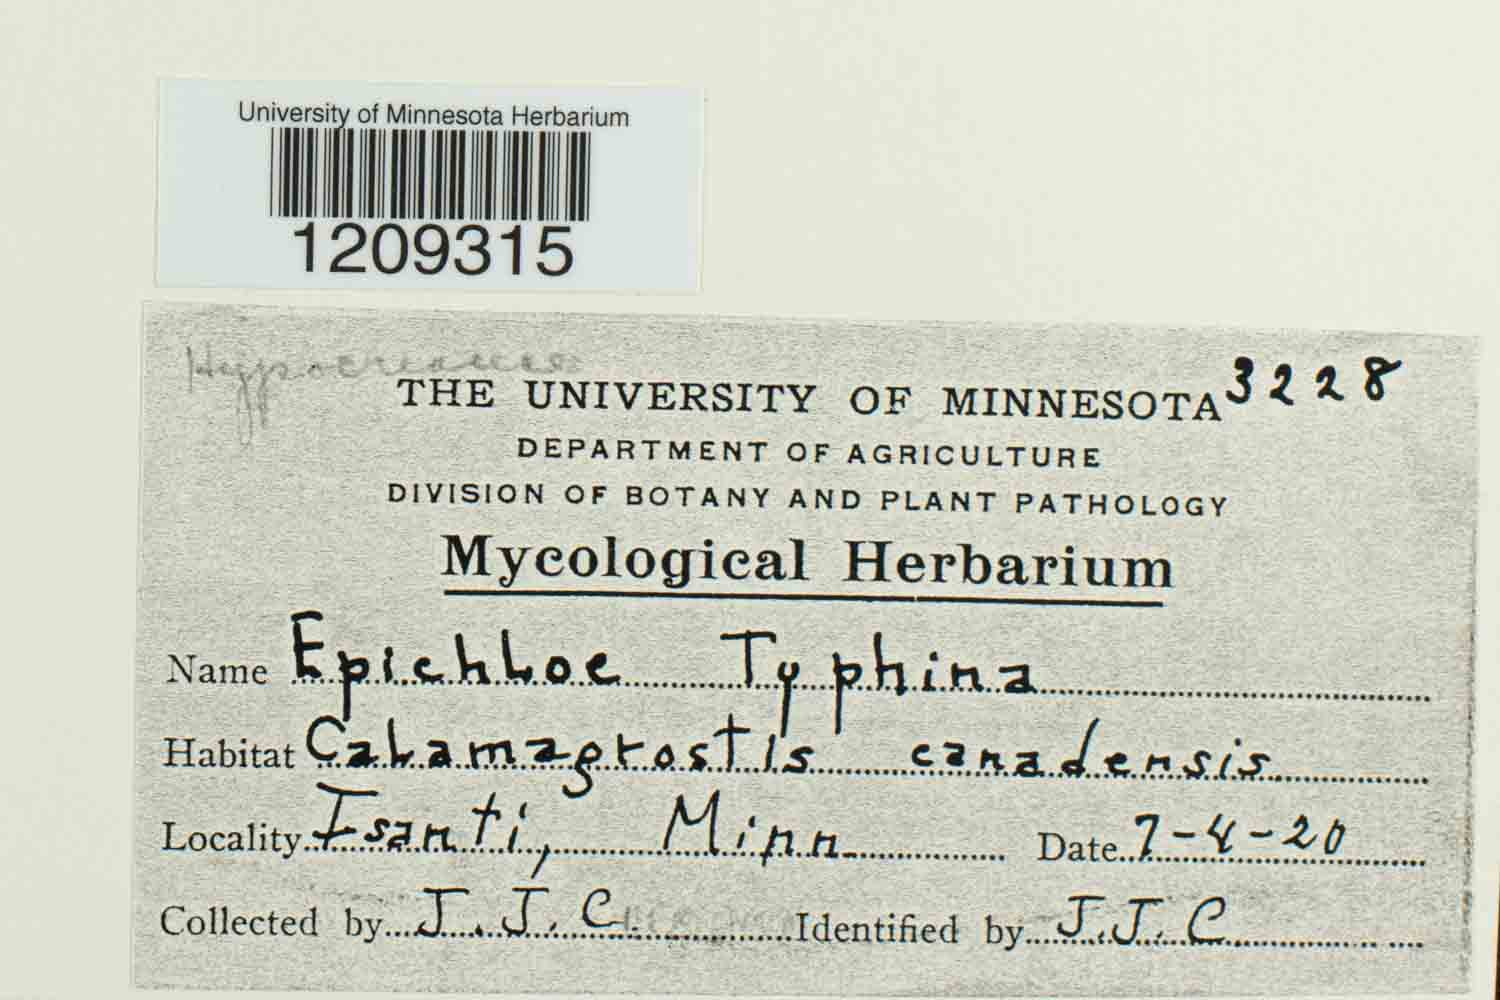 University of Minnesota Herbarium
1209315
Hypocreaceae
THE UNIVERSITY OF MINNESOTA 3228
DEPARTMENT OF AGRICULTURE
DIVISION OF BOTANY AND PLANT PATHOLOGY
Mycological Herbarium
Name Epichloe Typhina
Habitat Calamagrostis canadensis
Locality Isanti, Minn Date 7-4-20
Collected by J. J. C. Identified by J. J. C